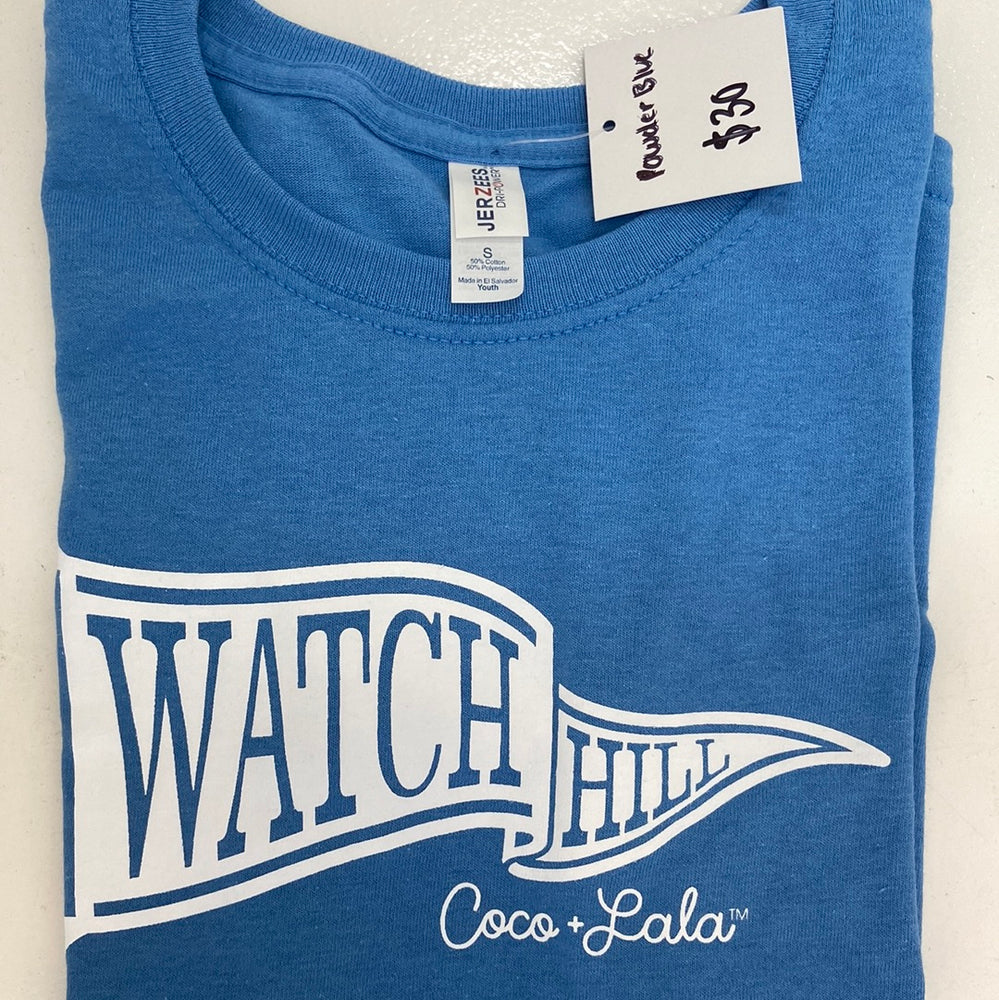 Powder Blue
$30
JERZEES
DRI-POWER
S
50% Cotton
50% Polyester
Made in El Salvador
Youth
WATCH
HILL
Coco + Lala™